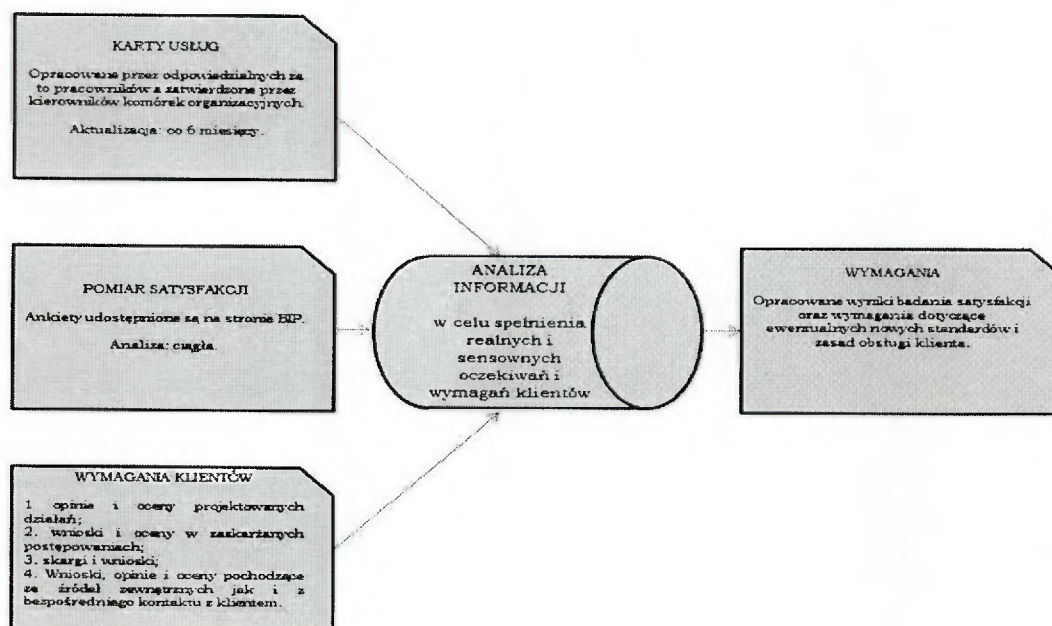 KARTY USŁUG
Opracowane przez odpowiedzialnych za
to pracowników a zatwierdzone przez
kierowników komórek organizacyjnych.
Aktualizacja: co 6 miesięcy.
POMIAR SATYSFAKCJI
Ankiety udostępnione są na stronie BIP.
Analiza: ciągła.
WYMAGANIA KLIENTÓW
1 opinie i oceny projektowanych
działań;
2. wnioski i oceny w zaskarżanych
postępowaniach;
3. skargi i wnioski;
4. Wnioski, opinie i oceny pochodzące
ze źródeł zewnętrznych jak i z
bezpośredniego kontaktu z klientem.
ANALIZA
INFORMACJI
w celu spełnienia
realnych i
sensownych
oczekiwań i
wymagań klientów
WYMAGANIA
Opracowane wyniki badania satysfakcji
oraz wymagania dotyczące
ewentualnych nowych standardów i
zasad obsługi klienta.